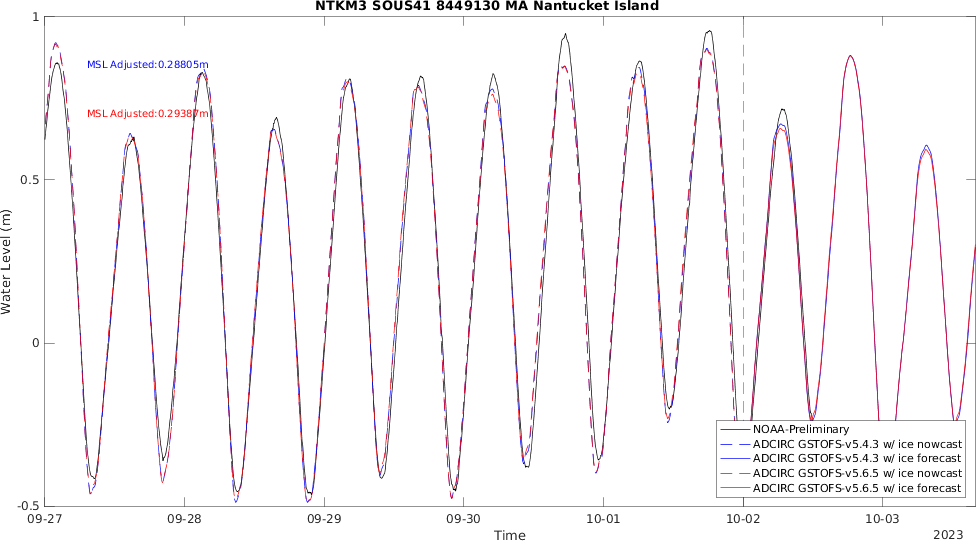 NTKM3 SOUS41 8449130 MA Nantucket Island
MSL Adjusted:0.28805m
MSL Adjusted:0.29387m
Water Level (m)
1
0.5
0
-0.5
09-27
09-28
09-29
09-30
10-01
10-02
10-03
Time
2023
NOAA-Preliminary
ADCIRC GSTOFS-v5.4.3 w/ ice nowcast
ADCIRC GSTOFS-v5.4.3 w/ ice forecast
ADCIRC GSTOFS-v5.6.5 w/ ice nowcast
ADCIRC GSTOFS-v5.6.5 w/ ice forecast